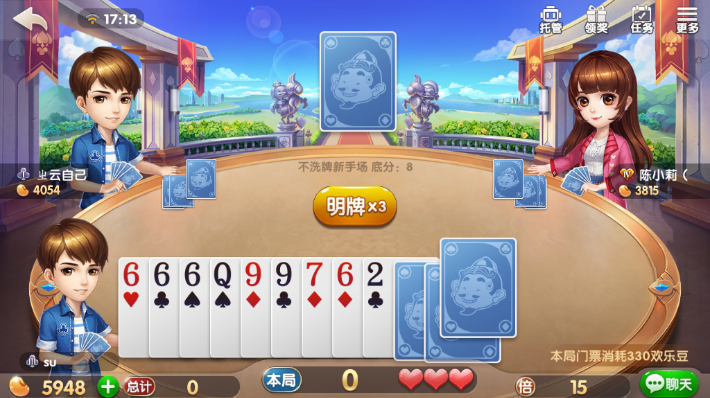 17:13
托管
领奖
任务
更多
云自己
4054
陈小莉（
3815
不洗牌新手场 底分：8
明牌x3
6 6 6 Q 9 9 7 6 2
su
本局门票消耗330欢乐豆
5948
总计
0
本局
0
倍
15
聊天